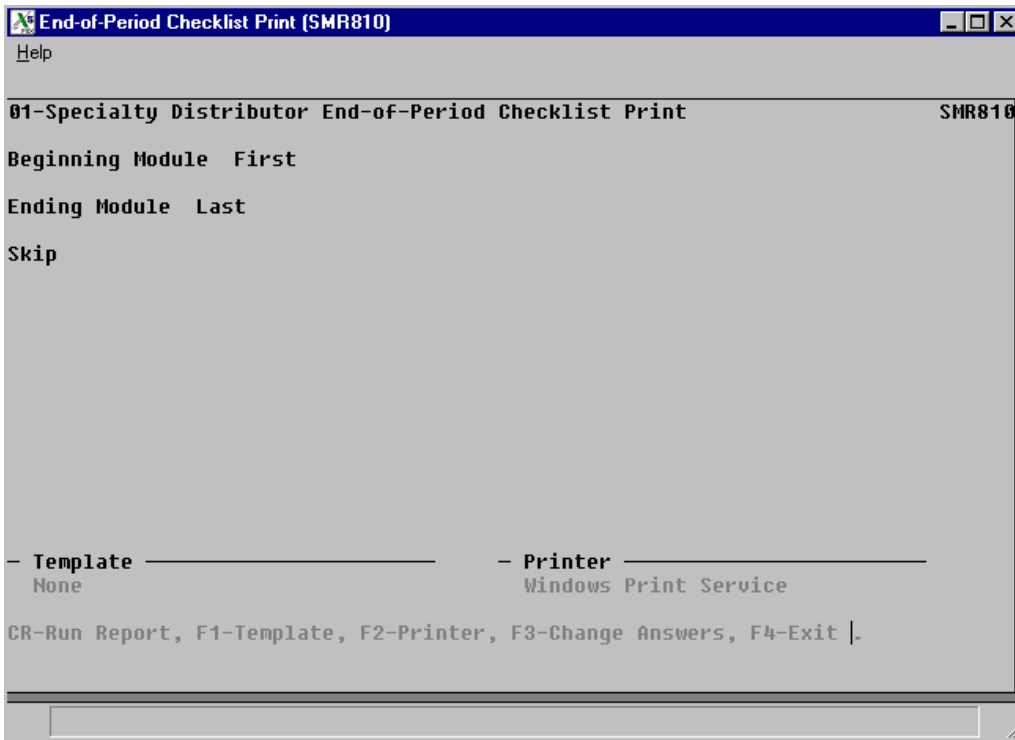 End-of-Period Checklist Print (SMR810)
Help
01-Specialty Distributor End-of-Period Checklist Print SMR810
Beginning Module First
Ending Module Last
Skip
Template Printer
None Windows Print Service
CR-Run Report, F1-Template, F2-Printer, F3-Change Answers, F4-Exit .